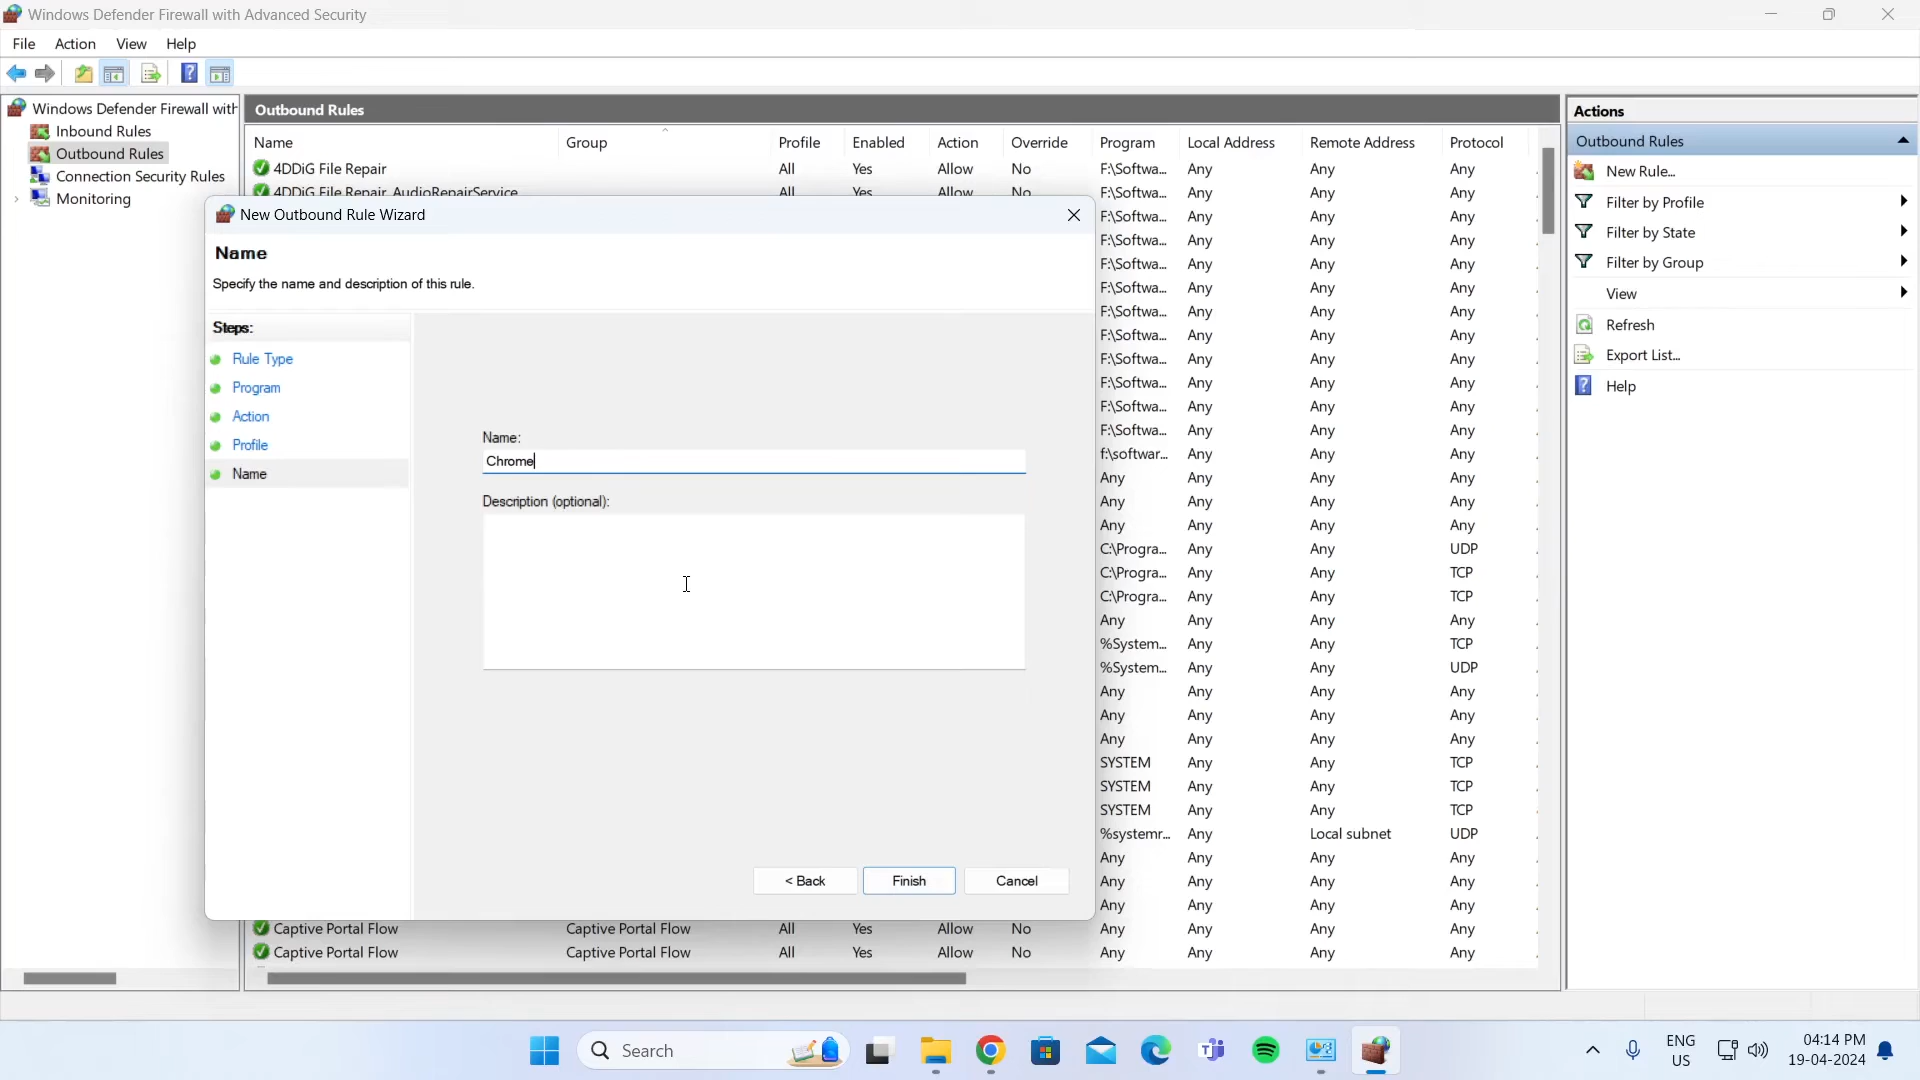 Windows Defender Firewall with Advanced Security
File Action View Help
Windows Defender Firewall with
Inbound Rules
Outbound Rules
Connection Security Rules
Monitoring
Outbound Rules
Name Group Profile Enabled Action Override Program Local Address Remote Address Protocol
4DDiG File Repair All Yes Allow No F:\Softwa... Any Any Any
4DDiG File Repair_AudioRepairService All Yes Allow No F:\Softwa... Any Any Any
F:\Softwa... Any Any Any
F:\Softwa... Any Any Any
F:\Softwa... Any Any Any
F:\Softwa... Any Any Any
F:\Softwa... Any Any Any
F:\Softwa... Any Any Any
F:\Softwa... Any Any Any
F:\Softwa... Any Any Any
F:\Softwa... Any Any Any
F:\Softwa... Any Any Any
f:\softwar... Any Any Any
Any Any Any Any
Any Any Any Any
Any Any Any Any
C:\Progra... Any Any UDP
C:\Progra... Any Any TCP
C:\Progra... Any Any TCP
Any Any Any Any
%System... Any Any TCP
%System... Any Any UDP
Any Any Any Any
Any Any Any Any
Any Any Any Any
SYSTEM Any Any TCP
SYSTEM Any Any TCP
SYSTEM Any Any TCP
%systemr... Any Local subnet UDP
Any Any Any Any
Any Any Any Any
Any Any Any Any
Captive Portal Flow Captive Portal Flow All Yes Allow No Any Any Any Any
Captive Portal Flow Captive Portal Flow All Yes Allow No Any Any Any Any
New Outbound Rule Wizard
Name
Specify the name and description of this rule.
Steps:
Rule Type
Program
Action
Profile
Name
Name:
Chrome
Description (optional):
< Back Finish Cancel
Actions
Outbound Rules
New Rule...
Filter by Profile
Filter by State
Filter by Group
View
Refresh
Export List...
Help
Search
ENG
US
04:14 PM
19-04-2024